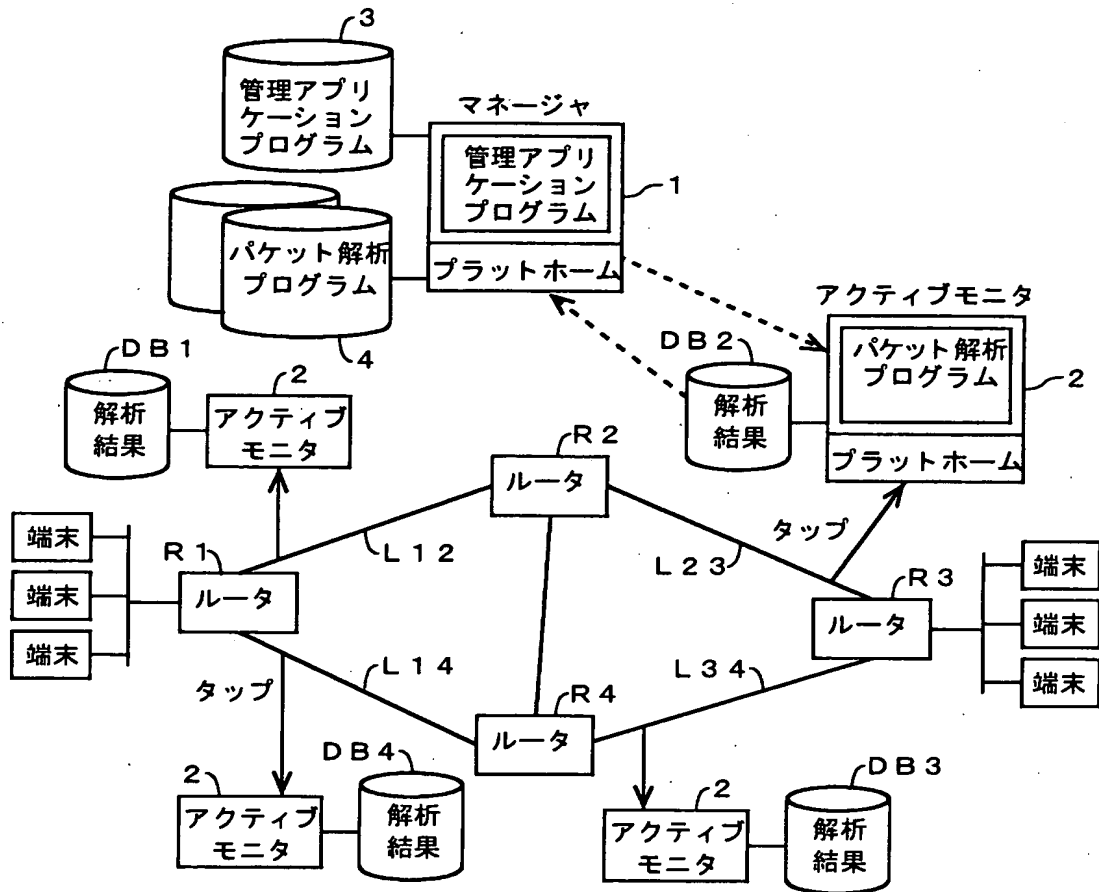 3
管理アプリ
ケーション
プログラム
マネージャ
管理アプリ
ケーション
プログラム
1
プラットホーム
パケット解析
プログラム
4
アクティブモニタ
パケット解析
プログラム
2
プラットホーム
DB2
解析
結果
DB1
解析
結果
2
アクティブ
モニタ
R2
ルータ
タップ
L12
L23
端末
端末
端末
R1
ルータ
R3
ルータ
端末
端末
端末
L14
L34
タップ
R4
ルータ
DB4
2
アクティブ
モニタ
解析
結果
DB3
2
アクティブ
モニタ
解析
結果